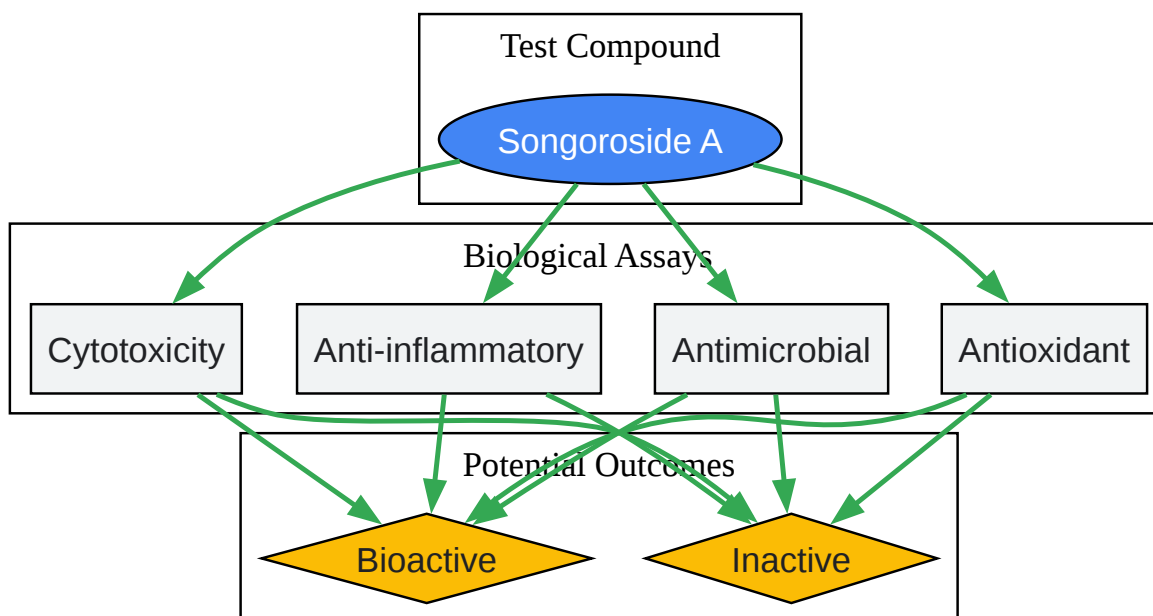 Test Compound
Songoroside A
Biological Assays
Cytotoxicity
Anti-inflammatory
Antimicrobial
Antioxidant
Potential Outcomes
Bioactive
Inactive